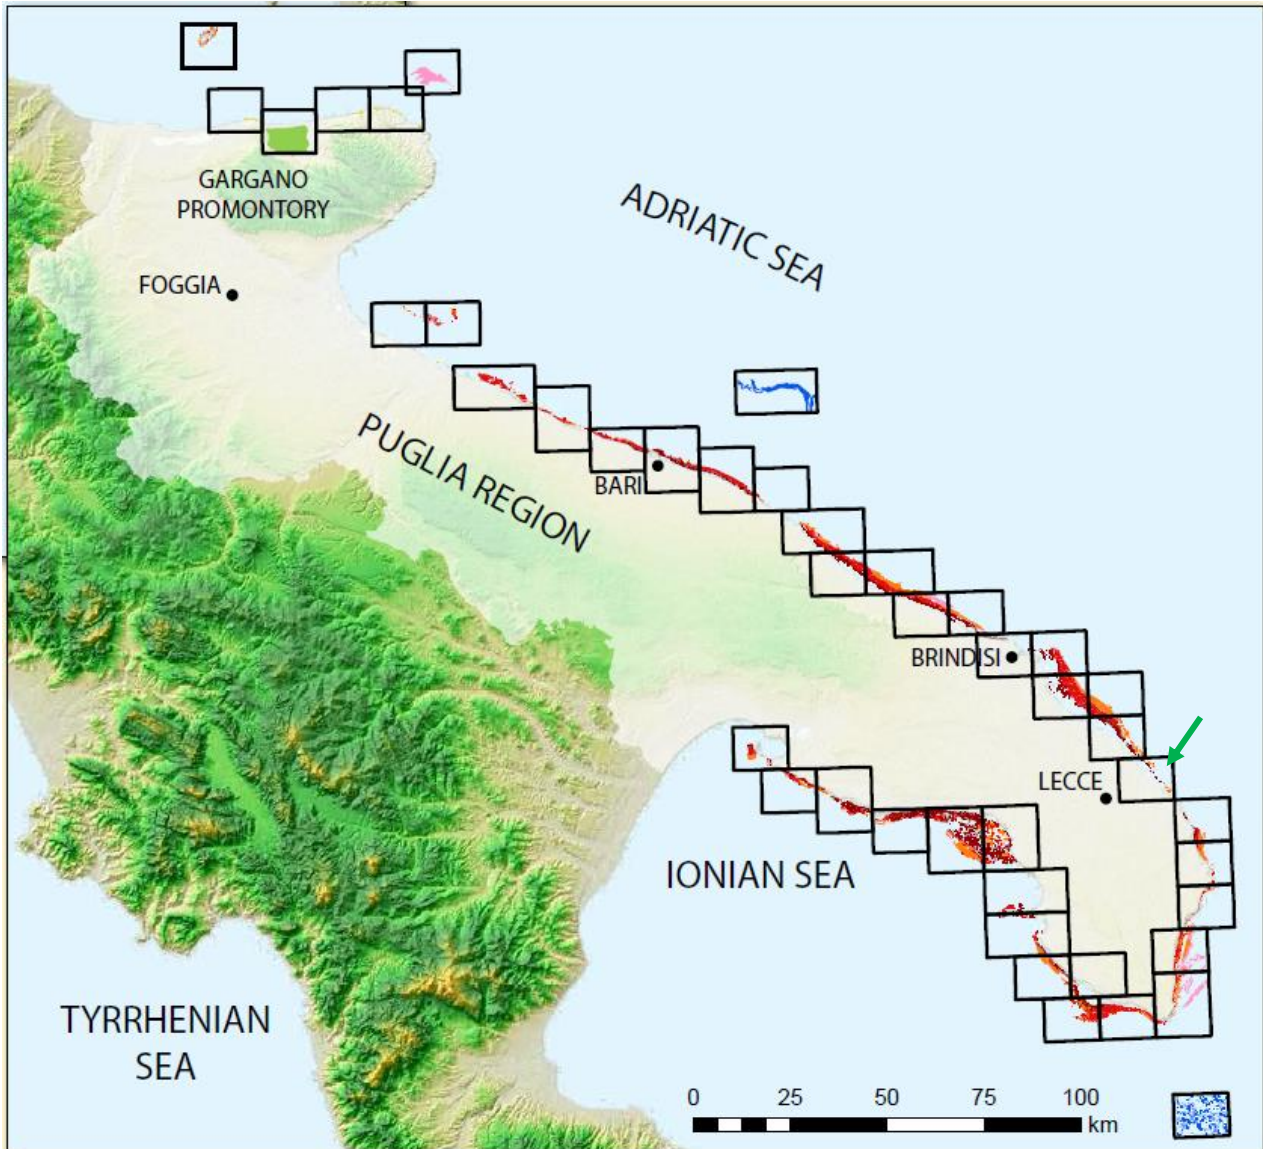 GARGANO
PROMONTORY
ADRIATIC SEA
FOGGIA
PUGLIA REGION
BARI
BRINDISI
LECCE
IONIAN SEA
TYRRHENIAN
SEA
0 25 50 75 100
km